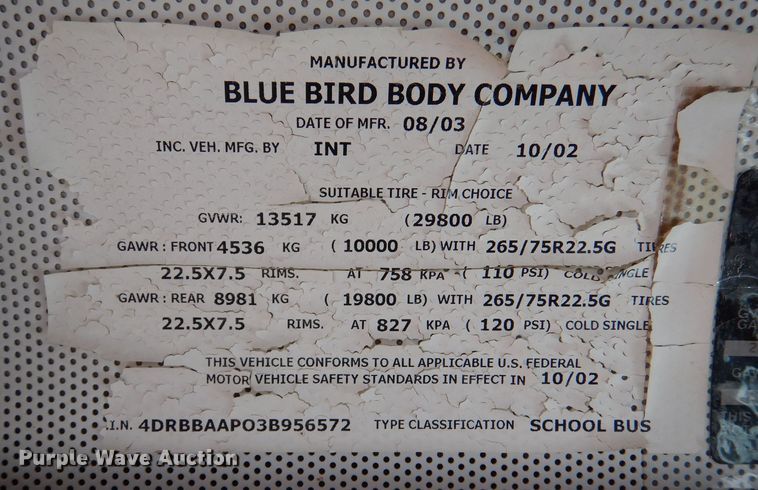 MANUFACTURED BY
BLUE BIRD BODY COMPANY
DATE OF MFR. 08/03
INC. VEH. MFG. BY INT DATE 10/02
SUITABLE TIRE - RIM CHOICE
GVWR: 13517 KG (29800 LB)
GAWR : FRONT 4536 KG ( 10000 LB) WITH 265/75R22.5G TIRES
22.5X7.5 RIMS. AT 758 KPA ( 110 PSI) COLD SINGLE
GAWR : REAR 8981 KG ( 19800 LB) WITH 265/75R22.5G TIRES
22.5X7.5 RIMS. AT 827 KPA ( 120 PSI) COLD SINGLE
THIS VEHICLE CONFORMS TO ALL APPLICABLE U.S. FEDERAL
MOTOR VEHICLE SAFETY STANDARDS IN EFFECT IN 10/02
.I.N. 4DRBBAAPO3B956572 TYPE CLASSIFICATION SCHOOL BUS
Purple Wave Auction